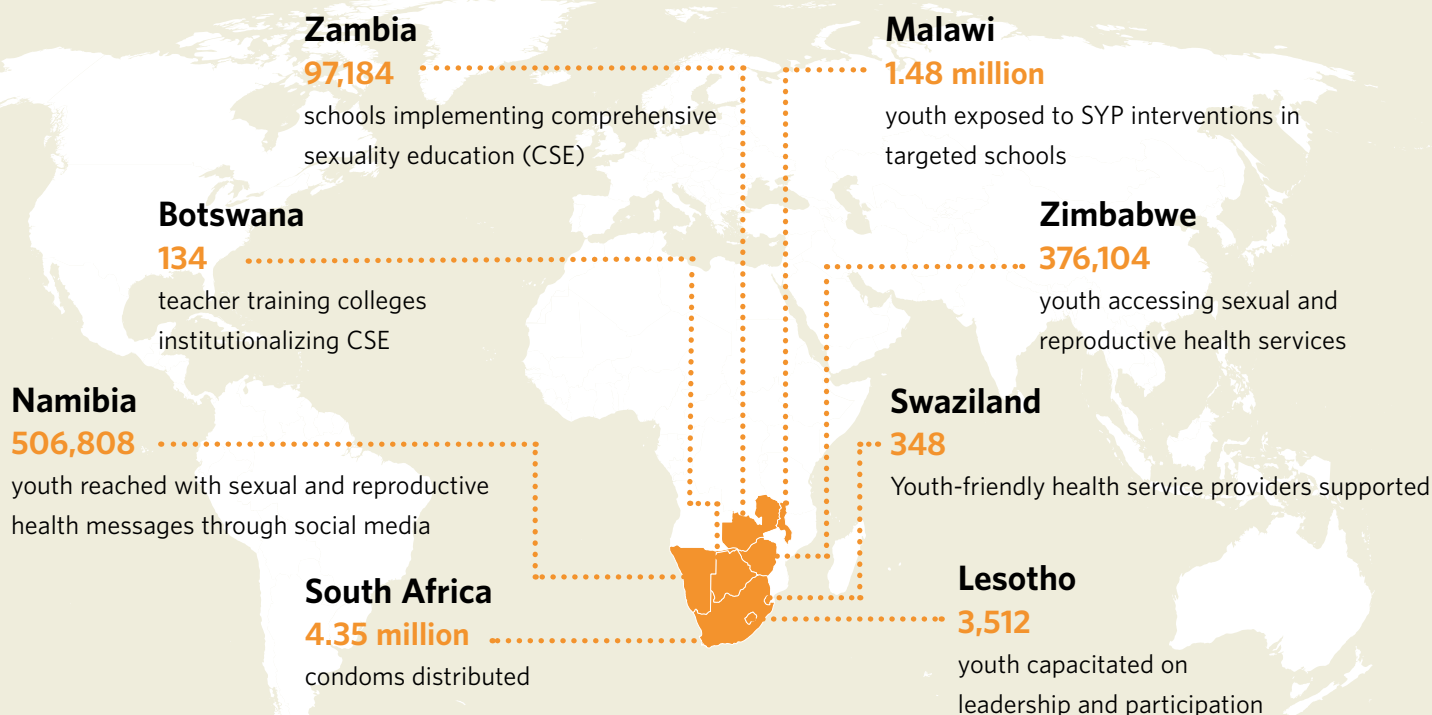 Zambia
97,184
schools implementing comprehensive
sexuality education (CSE)
Malawi
1.48 million
youth exposed to SYP interventions in
targeted schools
Botswana
134
teacher training colleges
institutionalizing CSE
Zimbabwe
376,104
youth accessing sexual and
reproductive health services
Namibia
506,808
youth reached with sexual and reproductive
health messages through social media
Swaziland
348
Youth-friendly health service providers supported
South Africa
4.35 million
condoms distributed
Lesotho
3,512
youth capacitated on
leadership and participation